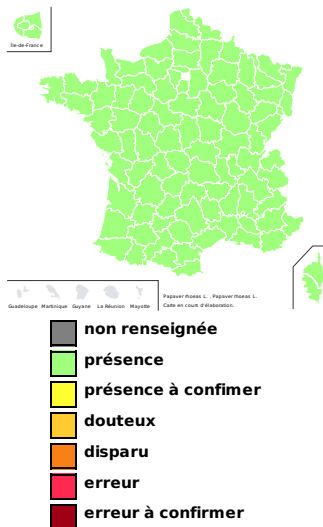 Île-de-France
Guadeloupe Martinique Guyane La Réunion Mayotte
Papaver rhoeas L. , Papaver rhoeas L.
Carte en cours d'élaboration.
non renseignée
présence
présence à confimer
douteux
disparu
erreur
erreur à confirmer